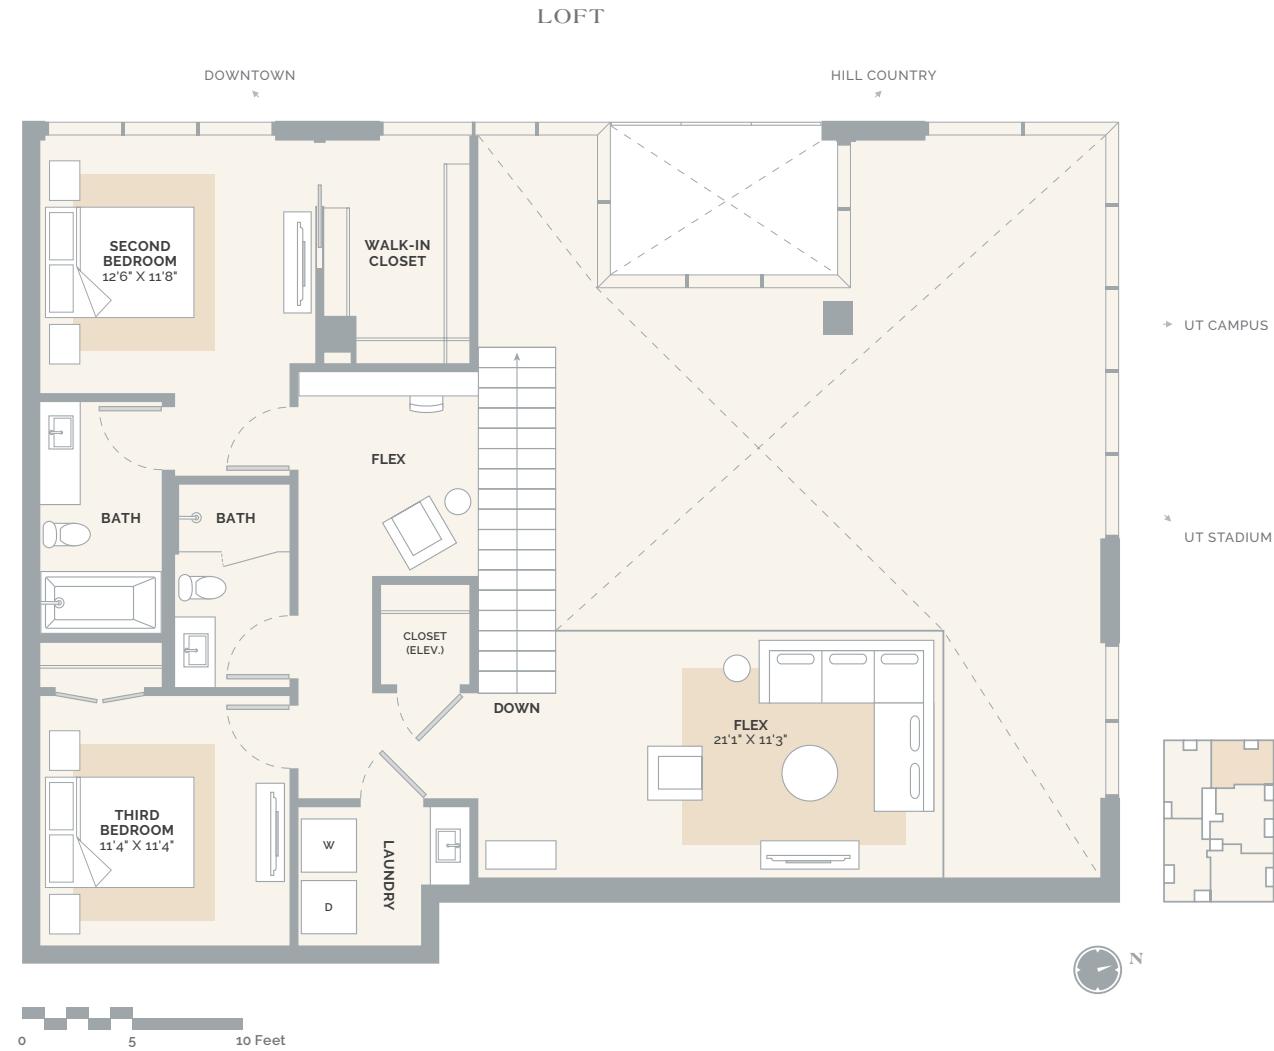 LOFT
DOWNTOWN
HILL COUNTRY
SECOND
BEDROOM
12'6" X 11'8"
WALK-IN
CLOSET
UT CAMPUS
FLEX
BATH
BATH
UT STADIUM
CLOSET
(ELEV.)
DOWN
FLEX
21'1" X 11'3"
THIRD
BEDROOM
11'4" X 11'4"
W
D
LAUNDRY
N
0
5
10 Feet